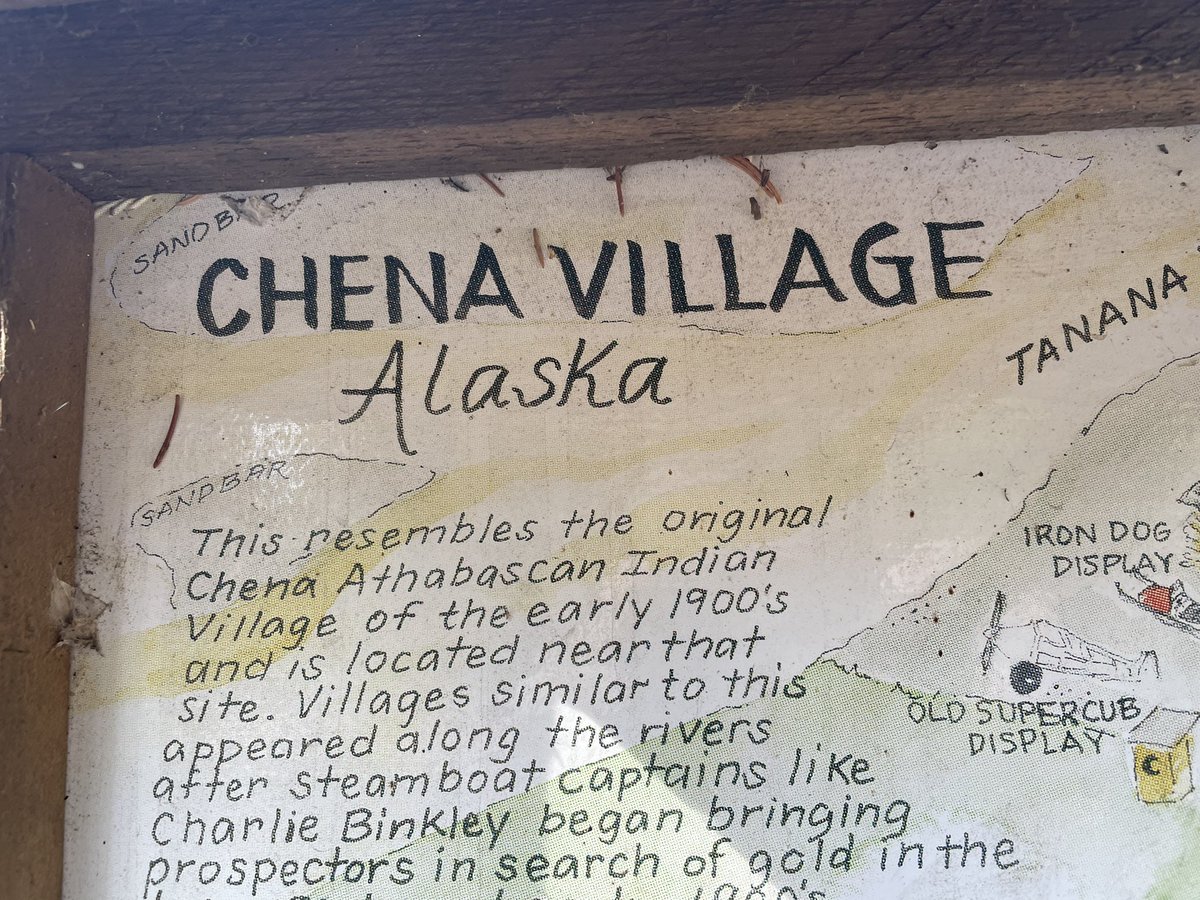 SANDBAR
CHENA VILLAGE
Alaska
TANANA
SANDBAR
This resembles the original
Chena Athabascan Indian
Village of the early 1900's
and is located near that
site. Villages similar to this
appeared along the rivers
after steamboat captains like
Charlie Binkley began bringing
prospectors in search of gold in the
1900's
IRON DOG
DISPLAY
OLD SUPERCUB
DISPLAY